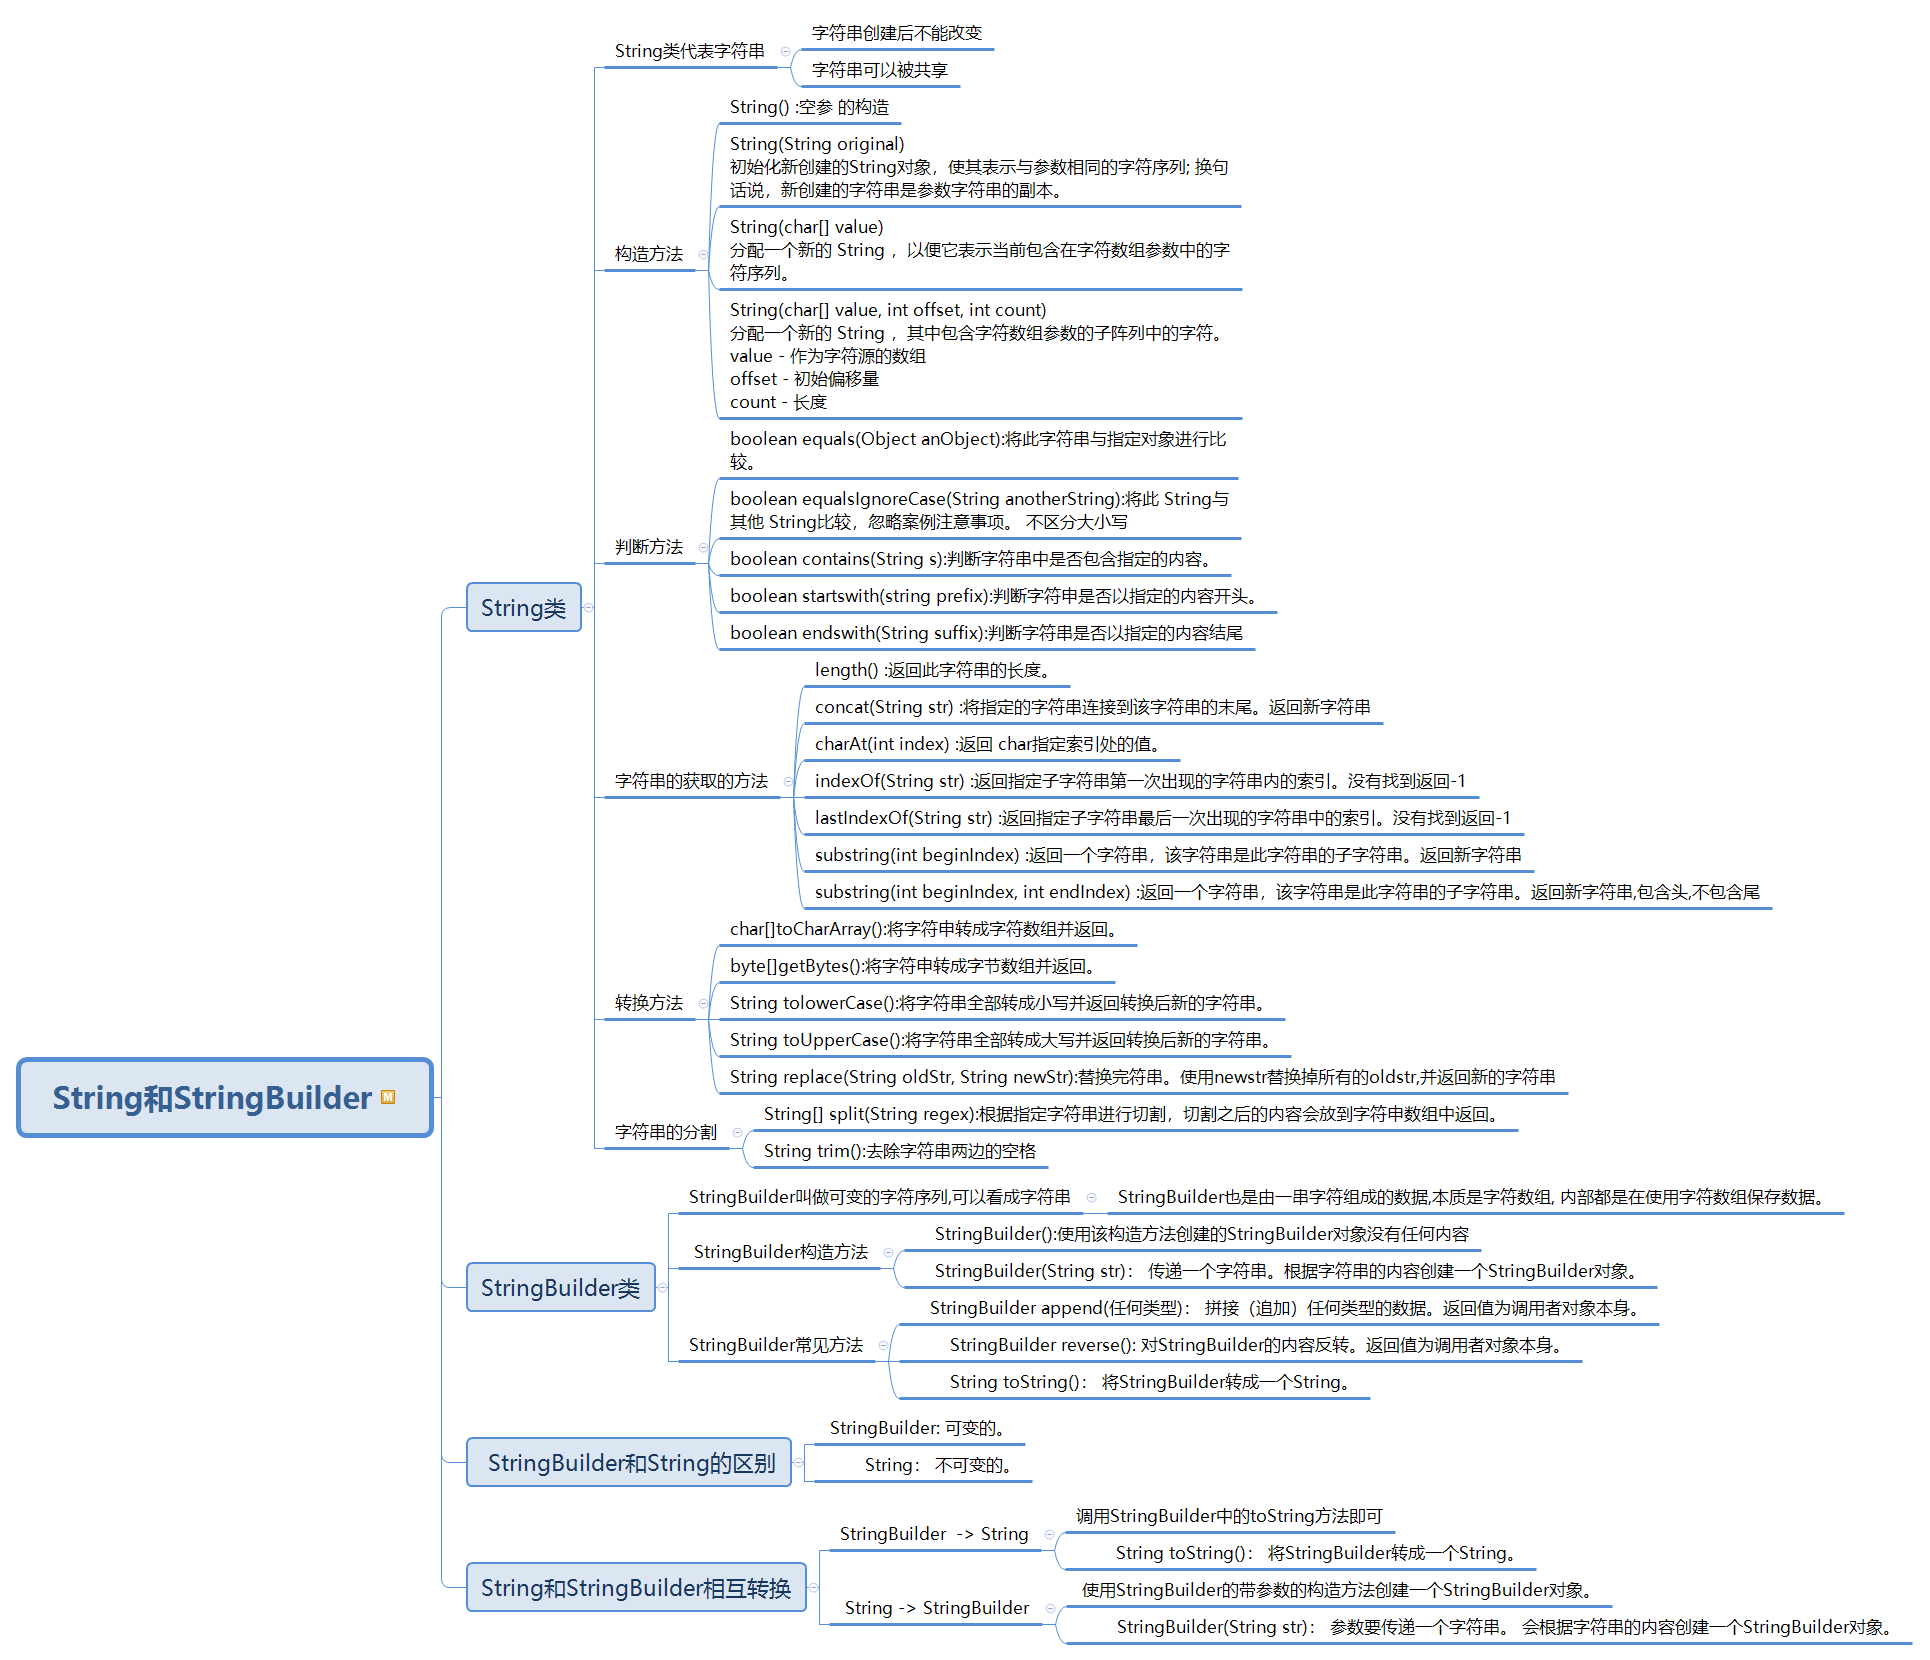 String和StringBuilder
String类
String类代表字符串
字符串创建后不能改变
字符串可以被共享
构造方法
String() :空参 的构造
String(String original)
初始化新创建的String对象，使其表示与参数相同的字符序列; 换句
话说，新创建的字符串是参数字符串的副本。
String(char[] value)
分配一个新的 String ，以便它表示当前包含在字符数组参数中的字
符序列。
String(char[] value, int offset, int count)
分配一个新的 String ，其中包含字符数组参数的子阵列中的字符。
value - 作为字符源的数组
offset - 初始偏移量
count - 长度
判断方法
boolean equals(Object anObject):将此字符串与指定对象进行比
较。
boolean equalsIgnoreCase(String anotherString):将此 String与
其他 String比较，忽略案例注意事项。 不区分大小写
boolean contains(String s):判断字符串中是否包含指定的内容。
boolean startswith(string prefix):判断字符申是否以指定的内容开头。
boolean endswith(String suffix):判断字符串是否以指定的内容结尾
字符串的获取的方法
length() :返回此字符串的长度。
concat(String str) :将指定的字符串连接到该字符串的末尾。返回新字符串
charAt(int index) :返回 char指定索引处的值。
indexOf(String str) :返回指定子字符串第一次出现的字符串内的索引。没有找到返回-1
lastIndexOf(String str) :返回指定子字符串最后一次出现的字符串中的索引。没有找到返回-1
substring(int beginIndex) :返回一个字符串，该字符串是此字符串的子字符串。返回新字符串
substring(int beginIndex, int endIndex) :返回一个字符串，该字符串是此字符串的子字符串。返回新字符串,包含头,不包含尾
转换方法
char[]toCharArray():将字符申转成字符数组并返回。
byte[]getBytes():将字符申转成字节数组并返回。
String tolowerCase():将字符串全部转成小写并返回转换后新的字符串。
String toUpperCase():将字符串全部转成大写并返回转换后新的字符串。
String replace(String oldStr, String newStr):替换完符串。使用newstr替换掉所有的oldstr,并返回新的字符串
字符串的分割
String[] split(String regex):根据指定字符串进行切割，切割之后的内容会放到字符申数组中返回。
String trim():去除字符串两边的空格
StringBuilder类
StringBuilder叫做可变的字符序列,可以看成字符串
StringBuilder也是由一串字符组成的数据,本质是字符数组, 内部都是在使用字符数组保存数据。
StringBuilder构造方法
StringBuilder():使用该构造方法创建的StringBuilder对象没有任何内容
StringBuilder(String str)： 传递一个字符串。根据字符串的内容创建一个StringBuilder对象。
StringBuilder常见方法
StringBuilder append(任何类型)： 拼接（追加）任何类型的数据。返回值为调用者对象本身。
StringBuilder reverse(): 对StringBuilder的内容反转。返回值为调用者对象本身。
String toString()： 将StringBuilder转成一个String。
StringBuilder和String的区别
StringBuilder: 可变的。
String： 不可变的。
String和StringBuilder相互转换
StringBuilder -> String
调用StringBuilder中的toString方法即可
String toString()： 将StringBuilder转成一个String。
String -> StringBuilder
使用StringBuilder的带参数的构造方法创建一个StringBuilder对象。
StringBuilder(String str)： 参数要传递一个字符串。 会根据字符串的内容创建一个StringBuilder对象。